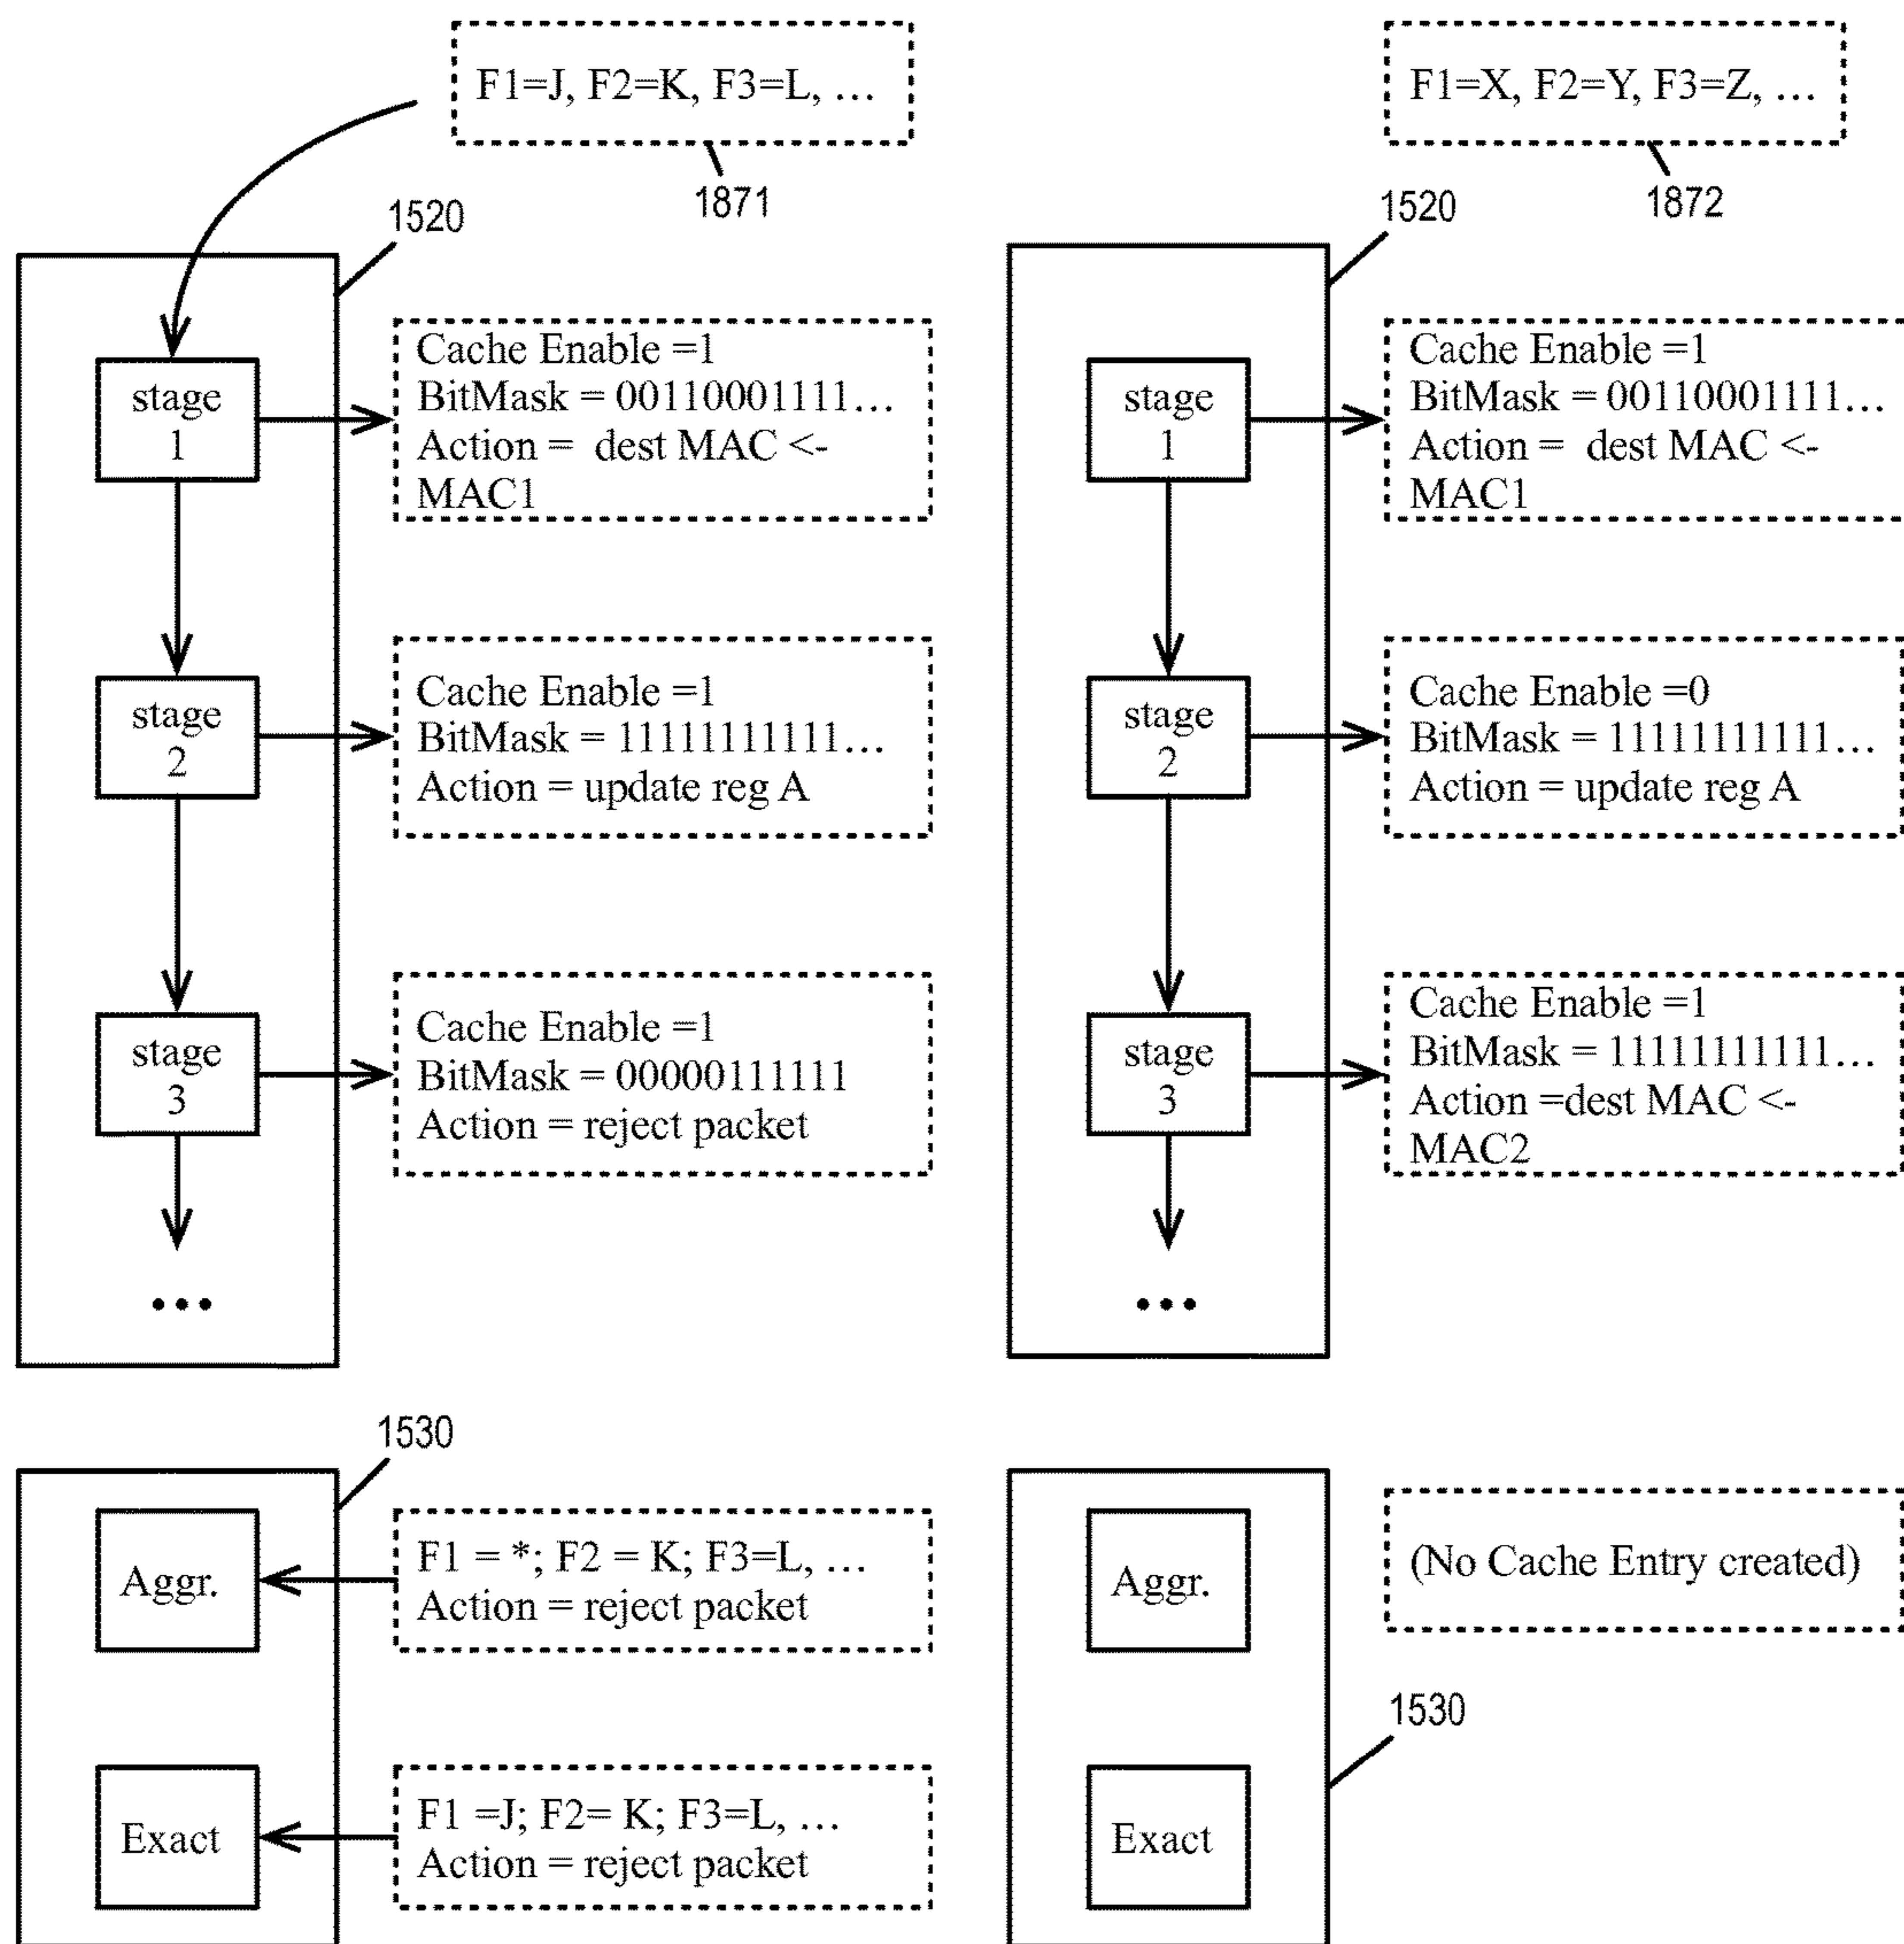 F1=J, F2=K, F3=L, ...
1871
1520
stage
1
Cache Enable =1
BitMask = 00110001111...
Action = dest MAC <-
MAC1
stage
2
Cache Enable =1
BitMask = 11111111111...
Action = update reg A
stage
3
Cache Enable =1
BitMask = 00000111111
Action = reject packet
...
1530
Aggr.
F1 = *; F2 = K; F3=L, ...
Action = reject packet
Exact
F1 =J; F2= K; F3=L, ...
Action = reject packet
F1=X, F2=Y, F3=Z, ...
1872
1520
stage
1
Cache Enable =1
BitMask = 00110001111...
Action = dest MAC <-
MAC1
stage
2
Cache Enable =0
BitMask = 11111111111...
Action = update reg A
stage
3
Cache Enable =1
BitMask = 11111111111...
Action =dest MAC <-
MAC2
...
Aggr.
(No Cache Entry created)
1530
Exact